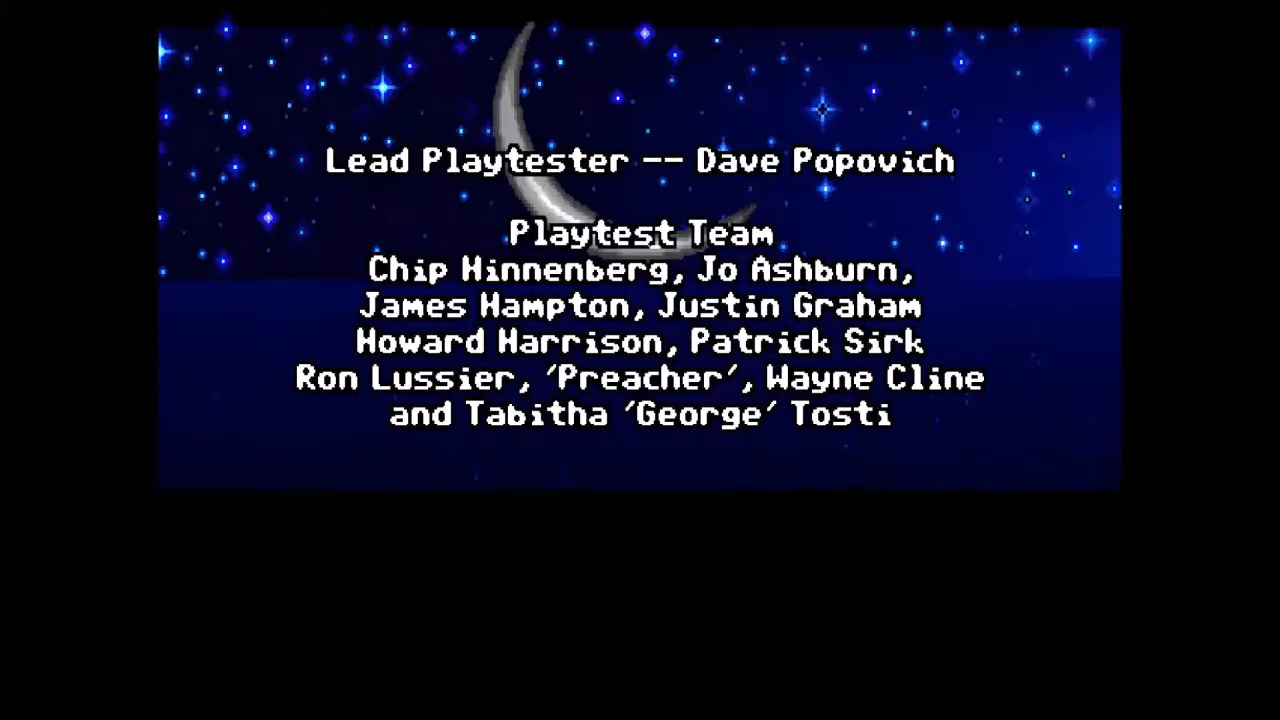 Lead Playtester -- Dave Popovich
Playtest Team
Chip Hinnenberg, Jo Ashburn,
James Hampton, Justin Graham
Howard Harrison, Patrick Sirk
Ron Lussier, 'Preacher', Wayne Cline
and Tabitha 'George' Tosti